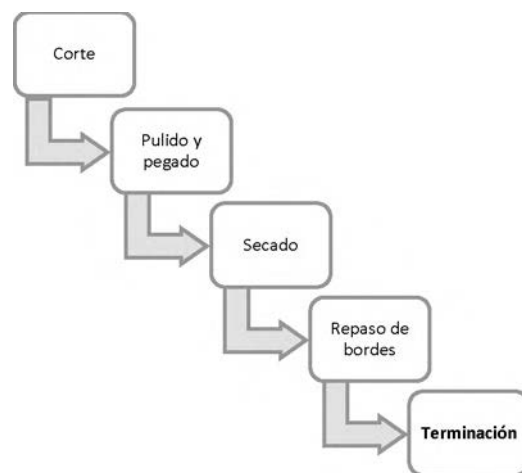 Corte
Pulido y
pegado
Secado
Repaso de
bordes
Terminación